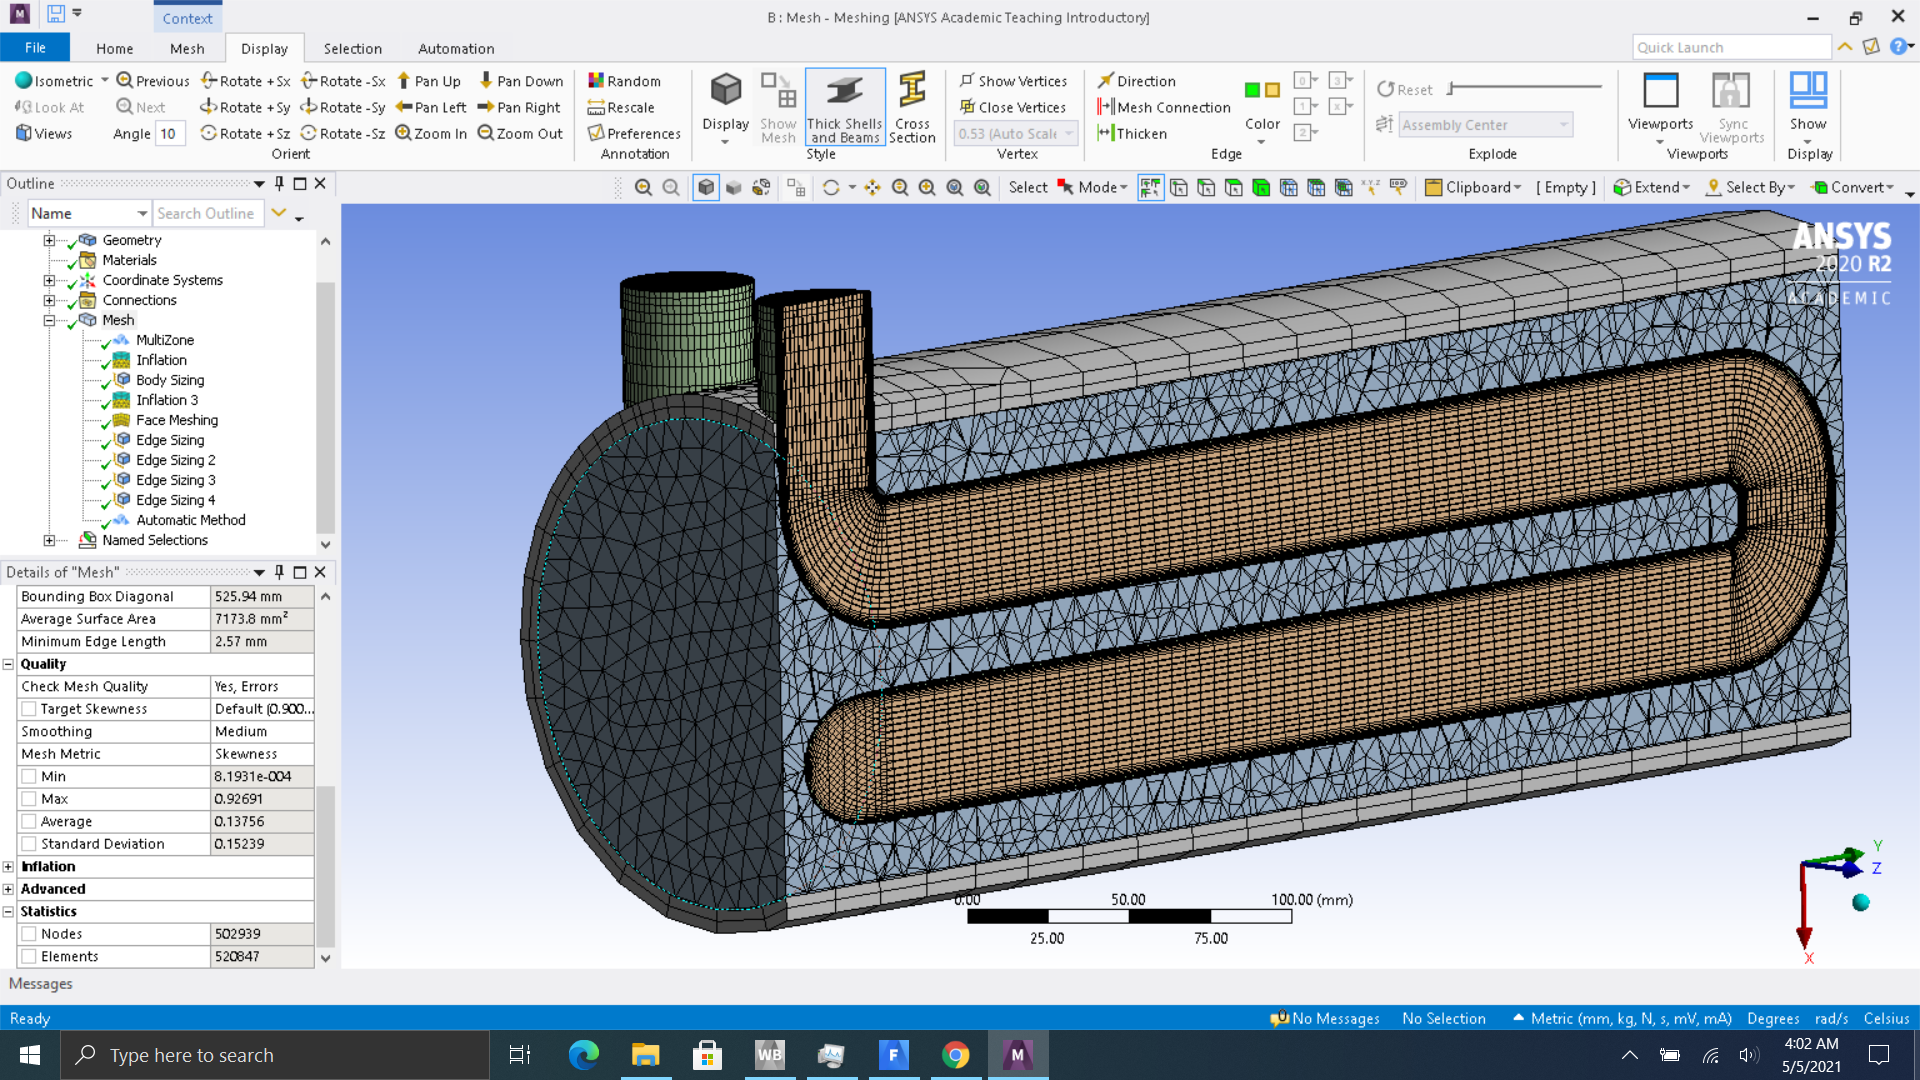 Context
B : Mesh - Meshing [ANSYS Academic Teaching Introductory]
File Home Mesh Display Selection Automation
Quick Launch
Isometric Previous Rotate +Sx Rotate -Sx Pan Up Pan Down
Look At Next Rotate +Sy Rotate -Sy Pan Left Pan Right
Views Angle 10 Rotate +Sz Rotate -Sz Zoom In Zoom Out
Orient
Random
Rescale
Preferences
Annotation
Display
Show Mesh
Thick Shells and Beams
Cross Section
Style
Show Vertices
Close Vertices
0.53 (Auto Scale
Vertex
Direction
Mesh Connection
Thicken
Color
0 3
1 x
2
Edge
Reset
Assembly Center
Explode
Viewports
Sync Viewports
Viewports
Show
Display
Outline
Name Search Outline
Select Mode Clipboard [ Empty ] Extend Select By Convert
Geometry
Materials
Coordinate Systems
Connections
Mesh
MultiZone
Inflation
Body Sizing
Inflation 3
Face Meshing
Edge Sizing
Edge Sizing 2
Edge Sizing 3
Edge Sizing 4
Automatic Method
Named Selections
Details of "Mesh"
Bounding Box Diagonal 525.94 mm
Average Surface Area 7173.8 mm²
Minimum Edge Length 2.57 mm
Quality
Check Mesh Quality Yes, Errors
Target Skewness Default (0.900...
Smoothing Medium
Mesh Metric Skewness
Min 8.1931e-004
Max 0.92691
Average 0.13756
Standard Deviation 0.15239
Inflation
Advanced
Statistics
Nodes 502939
Elements 520847
ANSYS
2020 R2
ACADEMIC
0.00 50.00 100.00 (mm)
25.00 75.00
Y
Z
X
Messages
Ready
0 No Messages No Selection Metric (mm, kg, N, s, mV, mA) Degrees rad/s Celsius
Type here to search
WB
F
M
4:02 AM
5/5/2021